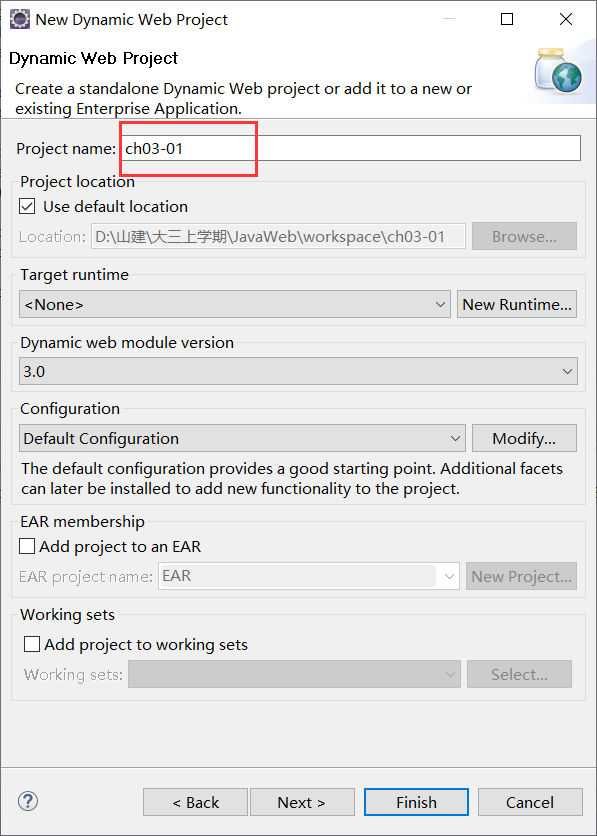 New Dynamic Web Project
Dynamic Web Project
Create a standalone Dynamic Web project or add it to a new or
existing Enterprise Application.
Project name: ch03-01
Project location
Use default location
Location: D:\山建\大三上学期\JavaWeb\workspace\ch03-01 Browse...
Target runtime
<None> New Runtime...
Dynamic web module version
3.0
Configuration
Default Configuration Modify...
The default configuration provides a good starting point. Additional facets
can later be installed to add new functionality to the project.
EAR membership
Add project to an EAR
EAR project name: EAR New Project...
Working sets
Add project to working sets
Working sets: Select...
? < Back Next > Finish Cancel